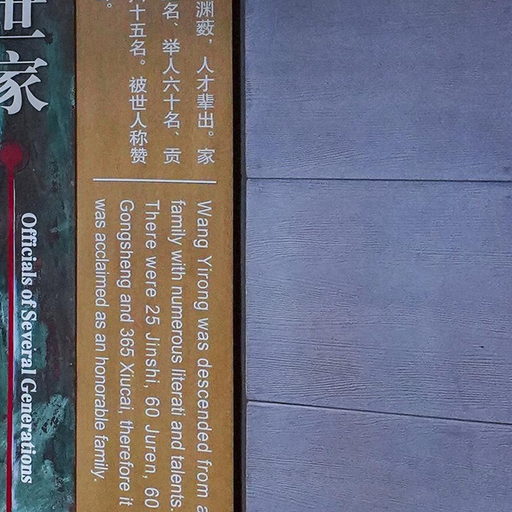 世家
Officials of Several Generations
渊薮，人才辈出。家
名、举人六十名、贡
十五名。被世人称赞
。
Wang Yirong was descended from a
family with numerous literati and talents.
There were 25 Jinshi, 60 Juren, 60
Gongsheng and 365 Xiucai, therefore it
was acclaimed as an honorable family.